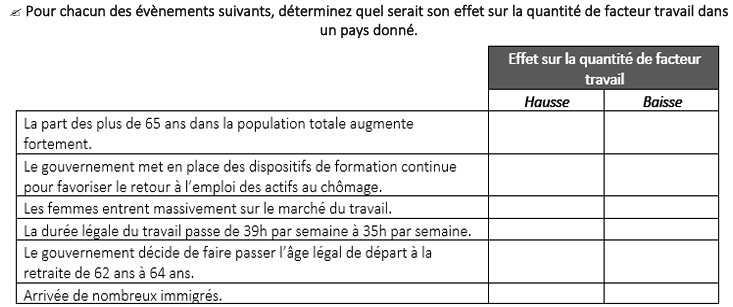 Pour chacun des évènements suivants, déterminez quel serait son effet sur la quantité de facteur travail dans
un pays donné.
Effet sur la quantité de facteur
travail
Hausse Baisse
La part des plus de 65 ans dans la population totale augmente
fortement.
Le gouvernement met en place des dispositifs de formation continue
pour favoriser le retour à l'emploi des actifs au chômage.
Les femmes entrent massivement sur le marché du travail.
La durée légale du travail passe de 39h par semaine à 35h par semaine.
Le gouvernement décide de faire passer l'âge légal de départ à la
retraite de 62 ans à 64 ans.
Arrivée de nombreux immigrés.